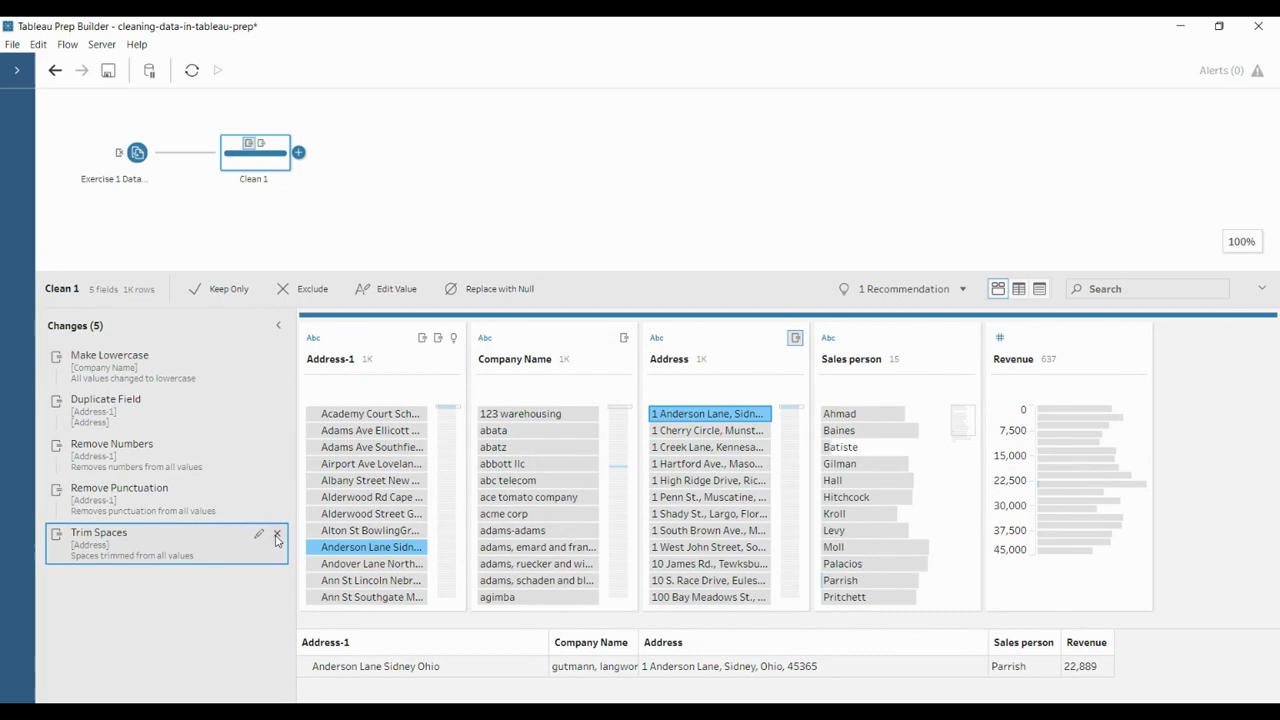 Tableau Prep Builder - cleaning-data-in-tableau-prep*
File Edit Flow Server Help
Alerts (0)
Exercise 1 Data...
Clean 1
100%
Clean 1 5 fields 1K rows Keep Only Exclude Edit Value Replace with Null 1 Recommendation Search
Changes (5)
Make Lowercase
[Company Name]
All values changed to lowercase
Duplicate Field
[Address-1]
[Address]
Remove Numbers
[Address-1]
Removes numbers from all values
Remove Punctuation
[Address-1]
Removes punctuation from all values
Trim Spaces
[Address]
Spaces trimmed from all values
Abc
Address-1 1K
Academy Court Sch...
Adams Ave Ellicott ...
Adams Ave Southfie...
Airport Ave Lovelan...
Albany Street New ...
Alderwood Rd Cape ...
Alderwood Street G...
Alton St BowlingGr...
Anderson Lane Sidn...
Andover Lane North...
Ann St Lincoln Nebr...
Ann St Southgate M...
Abc
Company Name 1K
123 warehousing
abata
abatz
abbott llc
abc telecom
ace tomato company
acme corp
adams-adams
adams, emard and fran...
adams, ruecker and wi...
adams, schaden and bl...
agimba
Abc
Address 1K
1 Anderson Lane, Sidn...
1 Cherry Circle, Munst...
1 Creek Lane, Kennesa...
1 Hartford Ave., Maso...
1 High Ridge Drive, Ric...
1 Penn St., Muscatine, ...
1 Shady St., Largo, Flor...
1 South Brown Ave., M...
1 West John Street, So...
10 James Rd., Tewksbu...
10 S. Race Drive, Eules...
100 Bay Meadows St., ...
Abc
Sales person 15
Ahmad
Baines
Batiste
Gilman
Hall
Hitchcock
Kroll
Levy
Moll
Palacios
Parrish
Pritchett
#
Revenue 637
0
7,500
15,000
22,500
30,000
37,500
45,000
Address-1 Company Name Address Sales person Revenue
Anderson Lane Sidney Ohio gutmann, langwor 1 Anderson Lane, Sidney, Ohio, 45365 Parrish 22,889